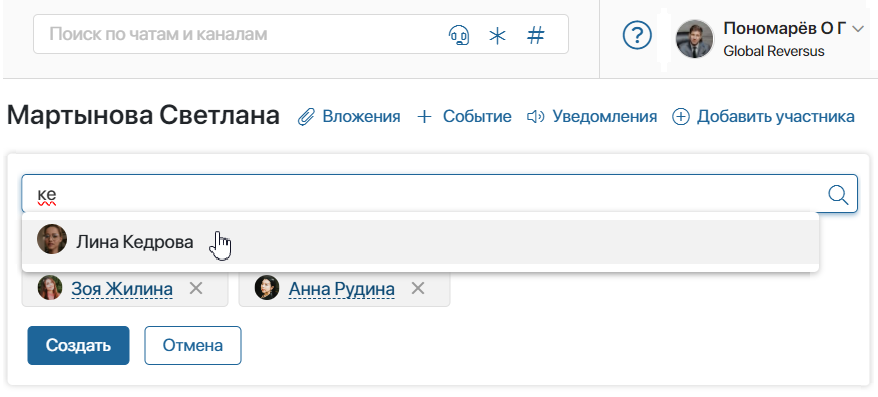 Поиск по чатам и каналам
Пономарёв О Г
Global Reversus
Мартынова Светлана Вложения Событие Уведомления Добавить участника
ке
Лина Кедрова
Зоя Жилина Анна Рудина
Создать Отмена